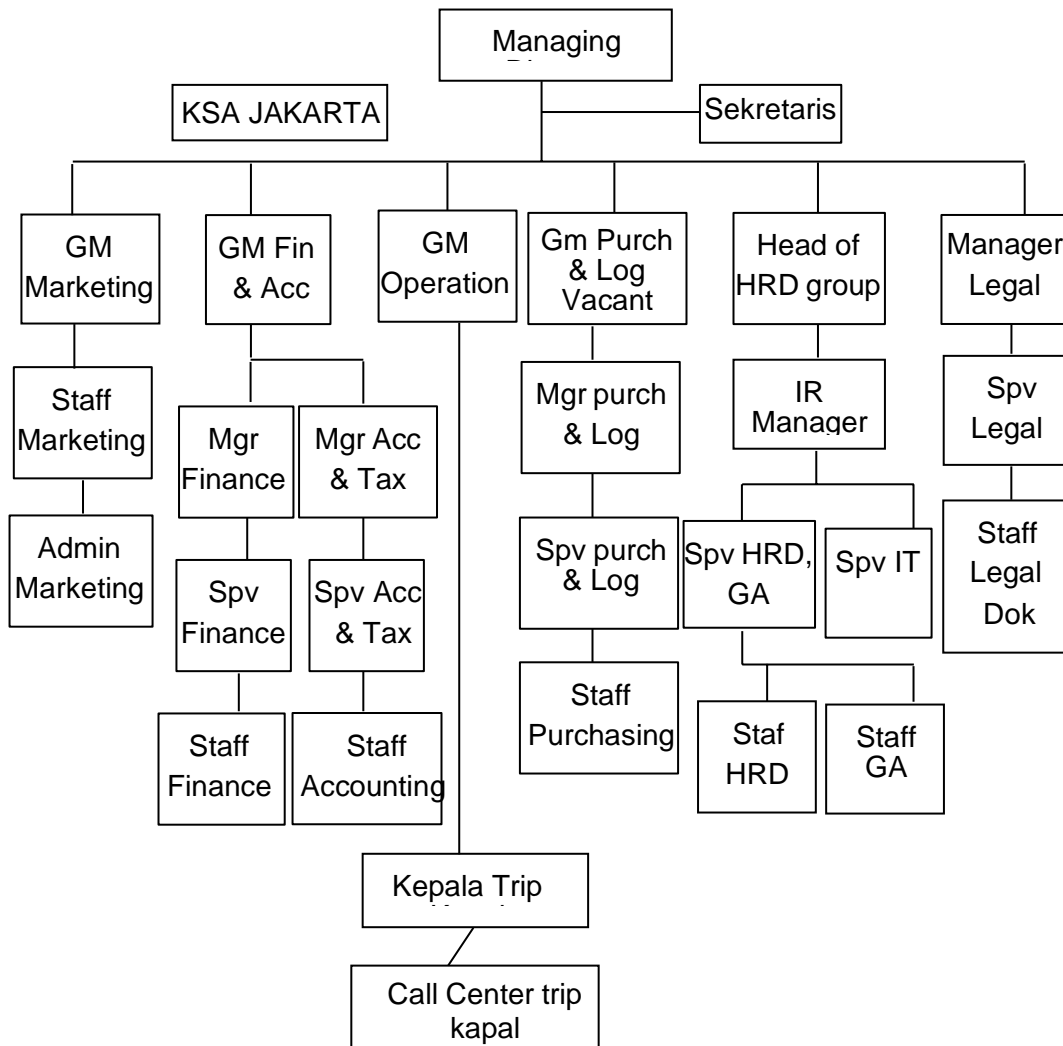 Managing
KSA JAKARTA
Sekretaris
GM
Marketing
GM Fin
& Acc
GM
Operation
Gm Purch
& Log
Vacant
Head of
HRD group
Manager
Legal
Staff
Marketing
Mgr
Finance
Mgr Acc
& Tax
Mgr purch
& Log
IR
Manager
Spv
Legal
Admin
Marketing
Spv
Finance
Spv Acc
& Tax
Spv purch
& Log
Spv HRD,
GA
Spv IT
Staff
Legal
Dok
Staff
Finance
Staff
Accounting
Staff
Purchasing
Staf
HRD
Staff
GA
Kepala Trip
Call Center trip
kapal